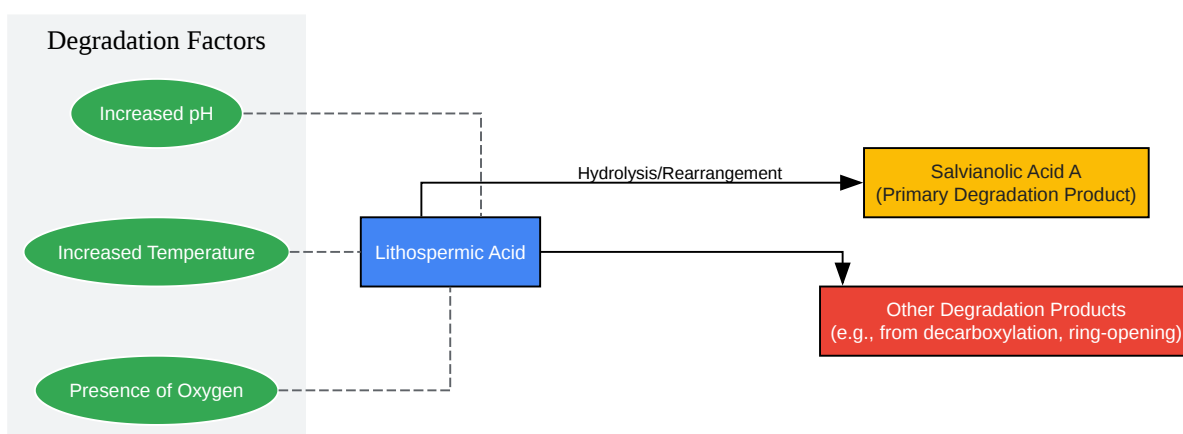 Degradation Factors
Increased pH
Increased Temperature
Presence of Oxygen
Lithospermic Acid
Hydrolysis/Rearrangement
Salvianolic Acid A
(Primary Degradation Product)
Other Degradation Products
(e.g., from decarboxylation, ring-opening)